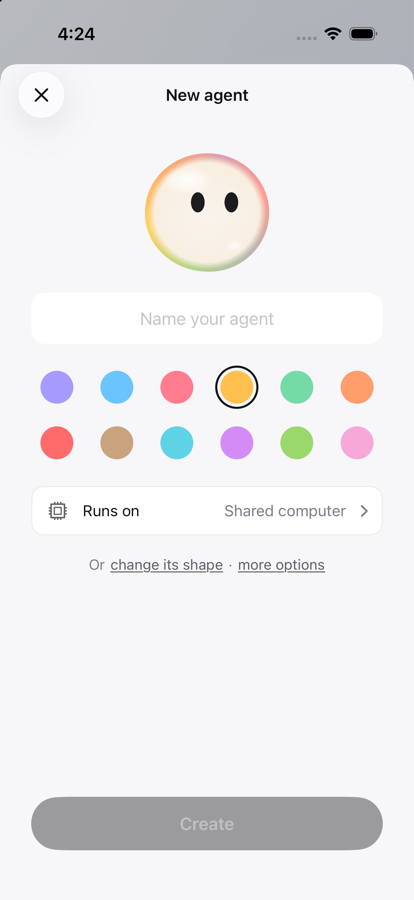 4:24
New agent
Name your agent
Runs on Shared computer
Or change its shape · more options
Create